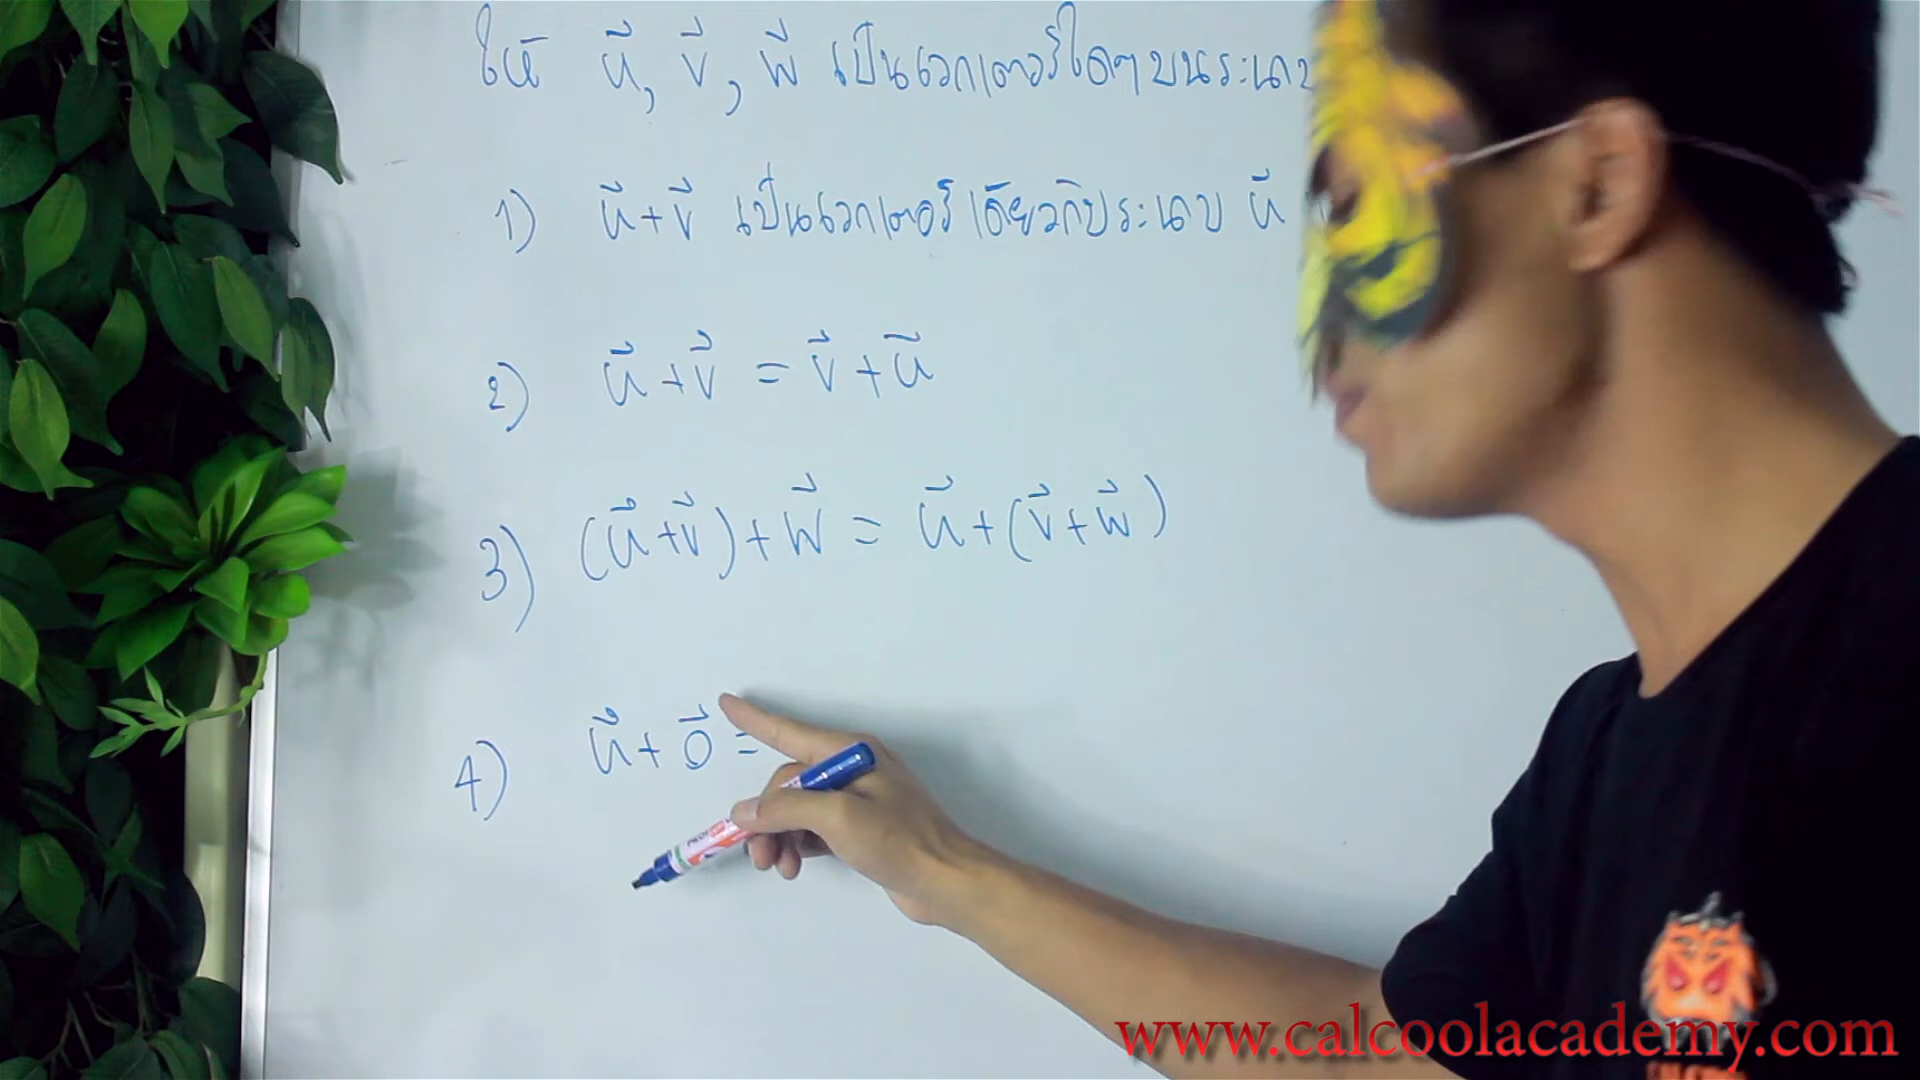 ให้ u⃗, v⃗, w⃗ เป็นเวกเตอร์ใดๆบนระนาบ
1) u⃗+v⃗ เป็นเวกเตอร์เดียวกับระนาบ u⃗
2) u⃗+v⃗ = v⃗+u⃗
3) (u⃗+v⃗)+w⃗ = u⃗+(v⃗+w⃗)
4) u⃗+0⃗ =
www.calcoolacademy.com